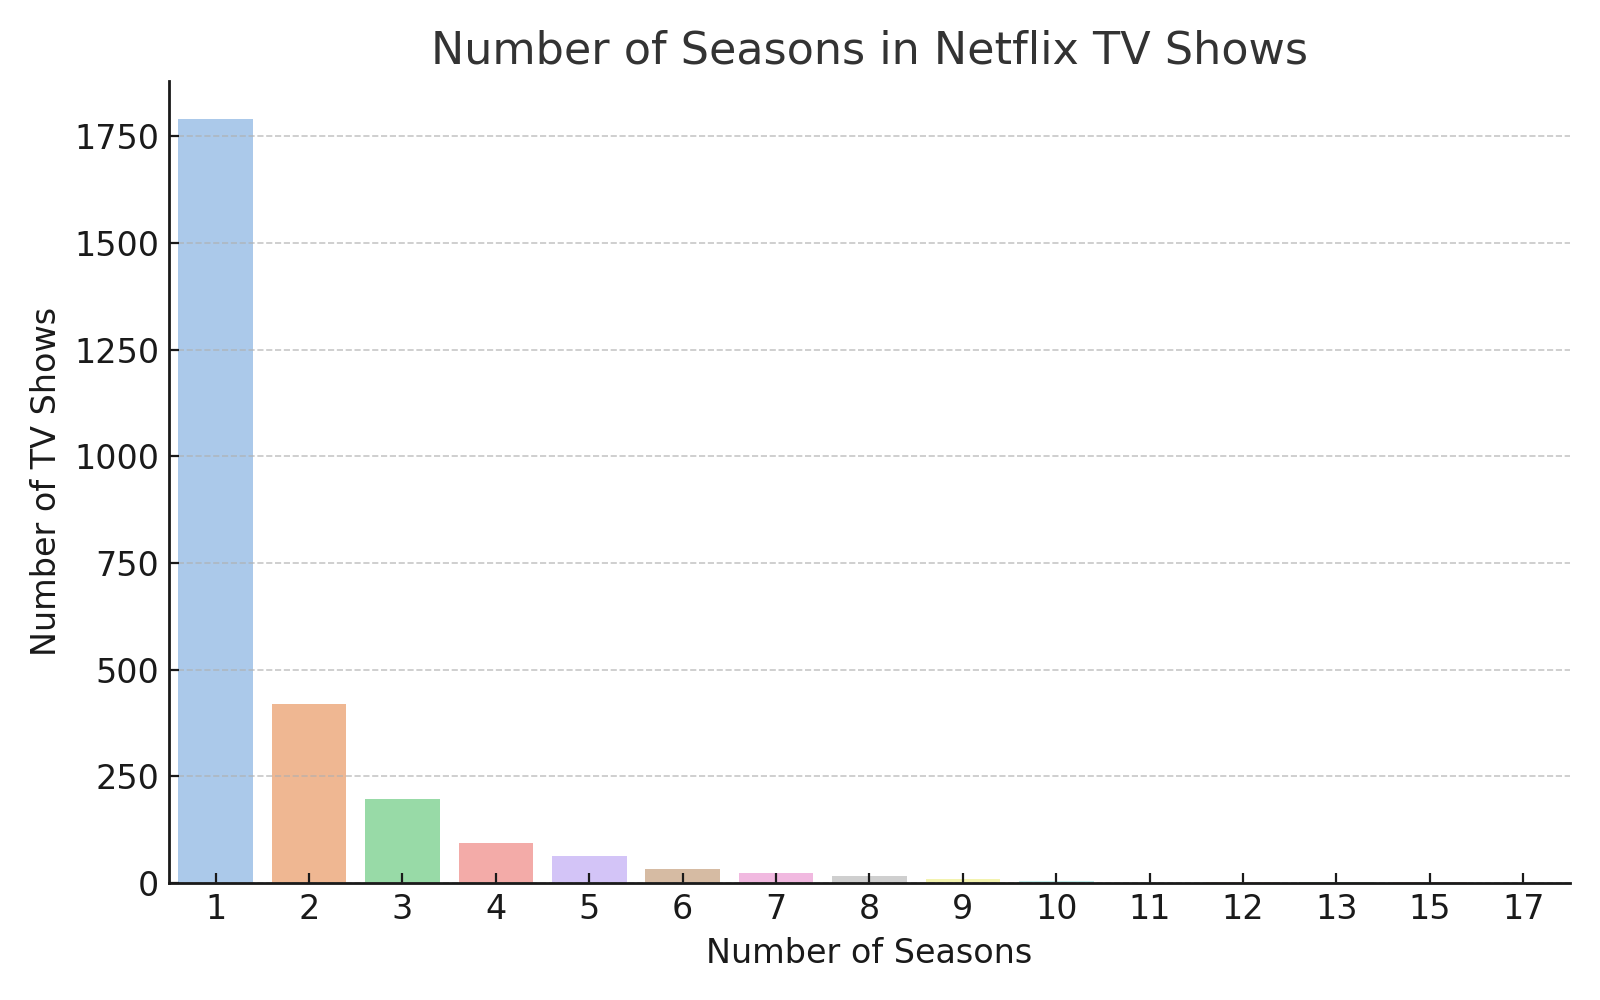 Number of Seasons in Netflix TV Shows
Number of TV Shows
1750
1500
1250
1000
750
500
250
0
1 2 3 4 5 6 7 8 9 10 11 12 13 15 17
Number of Seasons